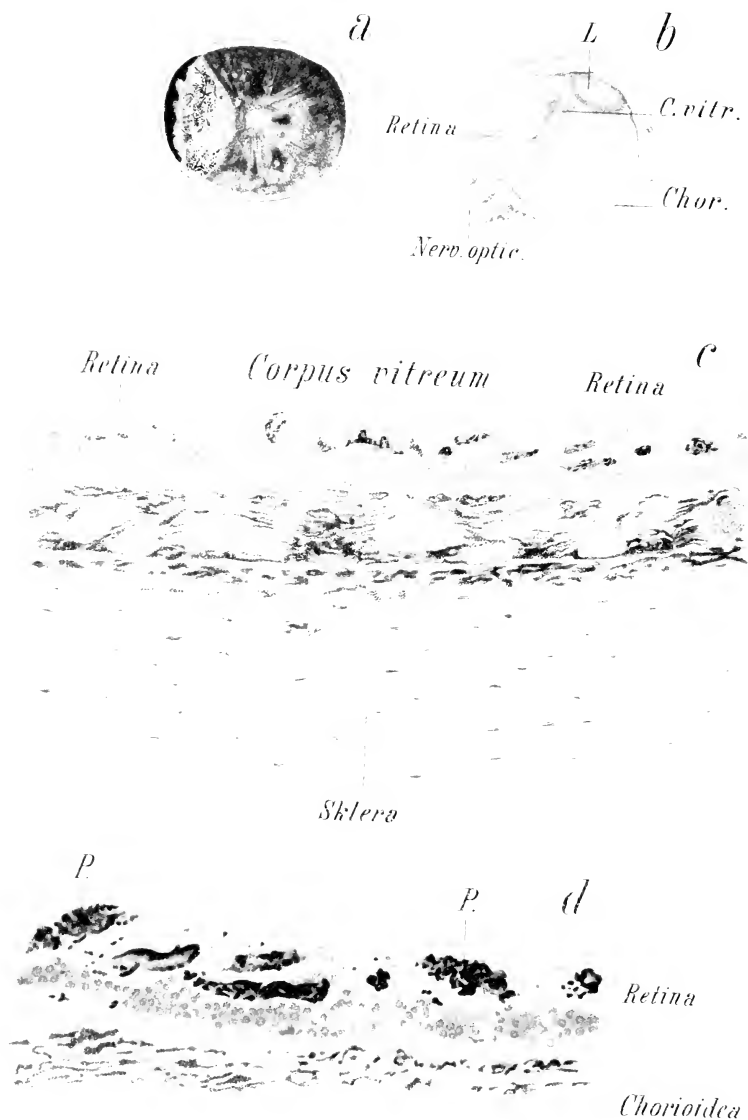 a
L
b
Retina
C. vitr.
Chor.
Nerv. optic.
c
Retina
Corpus vitreum
Retina
Sklera
P.
P.
d
Retina
Chorioidea